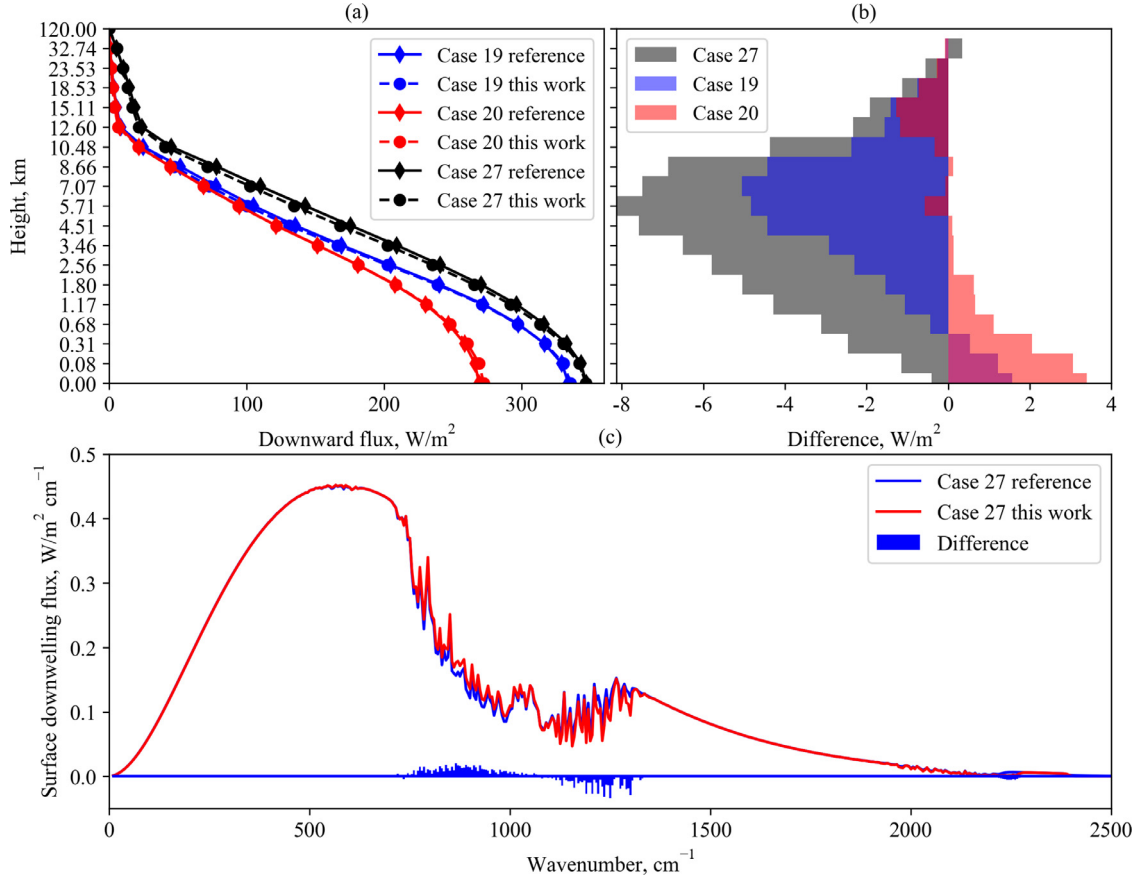 (a)
Height, km
120.00
32.74
23.53
18.53
15.11
12.60
10.48
8.66
7.07
5.71
4.51
3.46
2.56
1.80
1.17
0.68
0.31
0.08
0.00
Case 19 reference
Case 19 this work
Case 20 reference
Case 20 this work
Case 27 reference
Case 27 this work
0 100 200 300
Downward flux, W/m²
(b)
Case 27
Case 19
Case 20
-8 -6 -4 -2 0 2 4
Difference, W/m²
(c)
Surface downwelling flux, W/m² cm⁻¹
0.5
0.4
0.3
0.2
0.1
0.0
Case 27 reference
Case 27 this work
Difference
0 500 1000 1500 2000 2500
Wavenumber, cm⁻¹